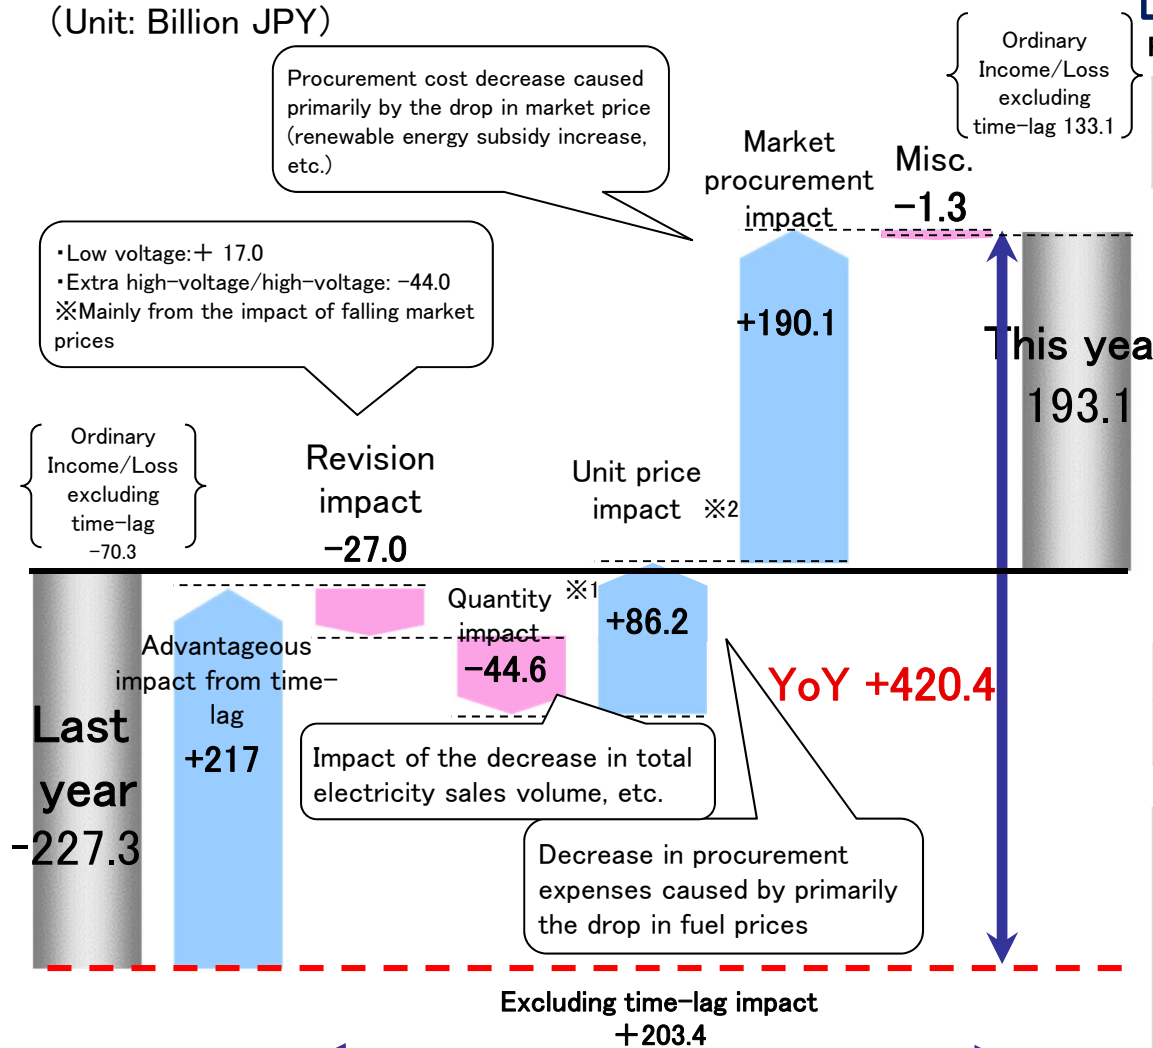 （Unit: Billion JPY）
Procurement cost decrease caused
primarily by the drop in market price
(renewable energy subsidy increase,
etc.)
Ordinary
Income/Loss
excluding
time-lag 133.1
Market
procurement
impact
Misc.
−1.3
・Low voltage:＋ 17.0
・Extra high-voltage/high-voltage: −44.0
※Mainly from the impact of falling market
prices
+190.1
This yea
193.1
Ordinary
Income/Loss
excluding
time-lag
−70.3
Revision
impact
−27.0
Unit price
impact ※2
Quantity
impact
※1
−44.6
+86.2
Advantageous
impact from time-
lag
+217
YoY +420.4
Last
year
-227.3
Impact of the decrease in total
electricity sales volume, etc.
Decrease in procurement
expenses caused by primarily
the drop in fuel prices
Excluding time-lag impact
＋203.4